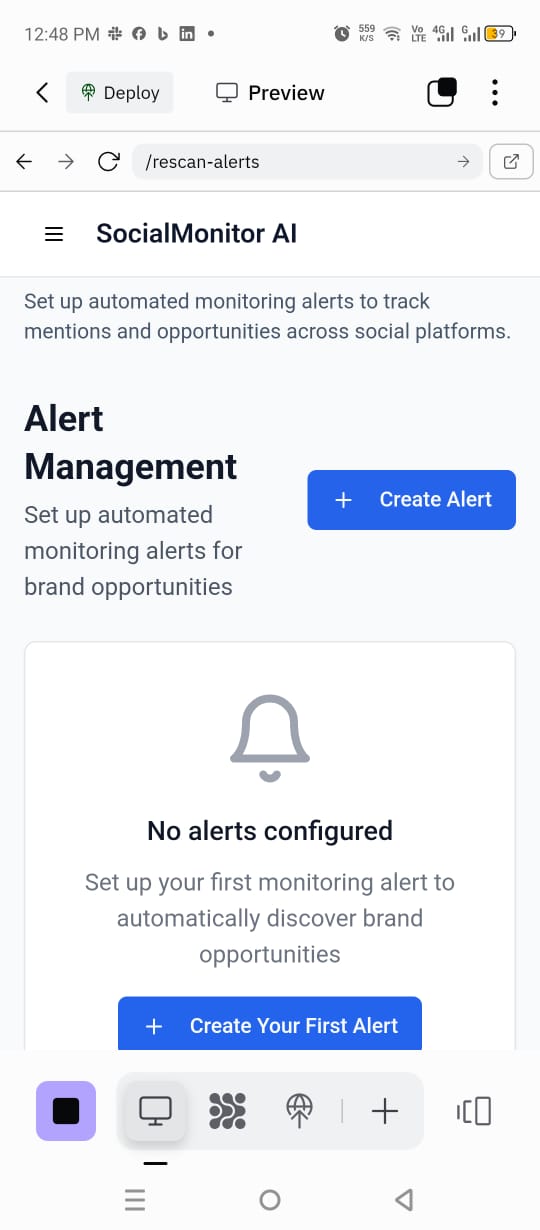 12:48 PM
559
K/S
Vo
LTE
4G
G
39
Deploy
Preview
/rescan-alerts
SocialMonitor AI
Set up automated monitoring alerts to track
mentions and opportunities across social platforms.
Alert
Management
Set up automated
monitoring alerts for
brand opportunities
+ Create Alert
No alerts configured
Set up your first monitoring alert to
automatically discover brand
opportunities
+ Create Your First Alert